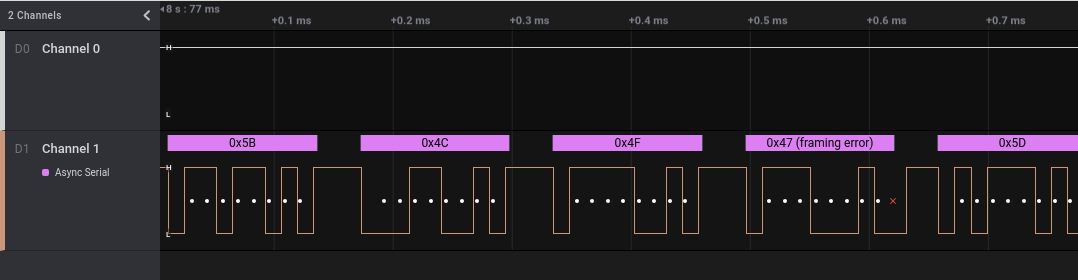 2 Channels
8 s : 77 ms
+0.1 ms +0.2 ms +0.3 ms +0.4 ms +0.5 ms +0.6 ms +0.7 ms
D0 Channel 0
H
L
D1 Channel 1
0x5B 0x4C 0x4F 0x47 (framing error) 0x5D
H
Async Serial
L